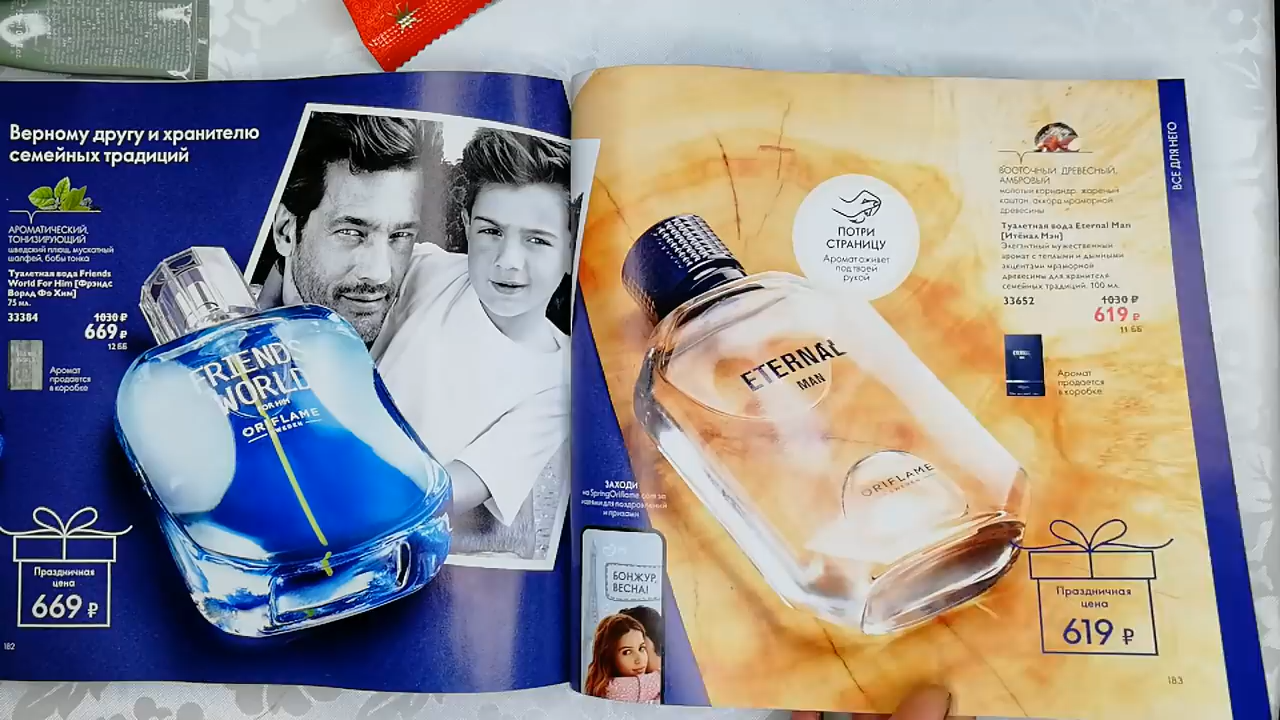 Верному другу и хранителю
семейных традиций
АРОМАТИЧЕСКИЙ,
ТОНИЗИРУЮЩИЙ
шведский плющ, мускатный
шалфей, бобы тонка
Туалетная вода Friends
World For Him [Фрэндс
Ворлд Фо Хим]
75 мл.
33384
1030 ₽
669 ₽
12 ББ
Аромат
продается
в коробке
FRIENDS
WORLD
FOR HIM
ORIFLAME
SWEDEN
Праздничная
цена
669 ₽
182
ЗАХОДИ
на SpringOriflame.com за
идеями для поздравлений
и призами
БОНЖУР,
ВЕСНА!
ПОТРИ
СТРАНИЦУ
Аромат оживет
под твоей
рукой
ETERNAL
MAN
ORIFLAME
SWEDEN
ВОСТОЧНЫЙ ДРЕВЕСНЫЙ,
АМБРОВЫЙ
молотый кориандр, жареный
каштан, аккорд мраморной
древесины
Туалетная вода Eternal Man
[Итёнал Мэн]
Элегантный мужественный
аромат с теплыми и дымными
акцентами мраморной
древесины для хранителя
семейных традиций. 100 мл.
33652
1030 ₽
619 ₽
11 ББ
ETERNAL
MAN
Аромат
продается
в коробке
Праздничная
цена
619 ₽
183
ВСЕ ДЛЯ НЕГО